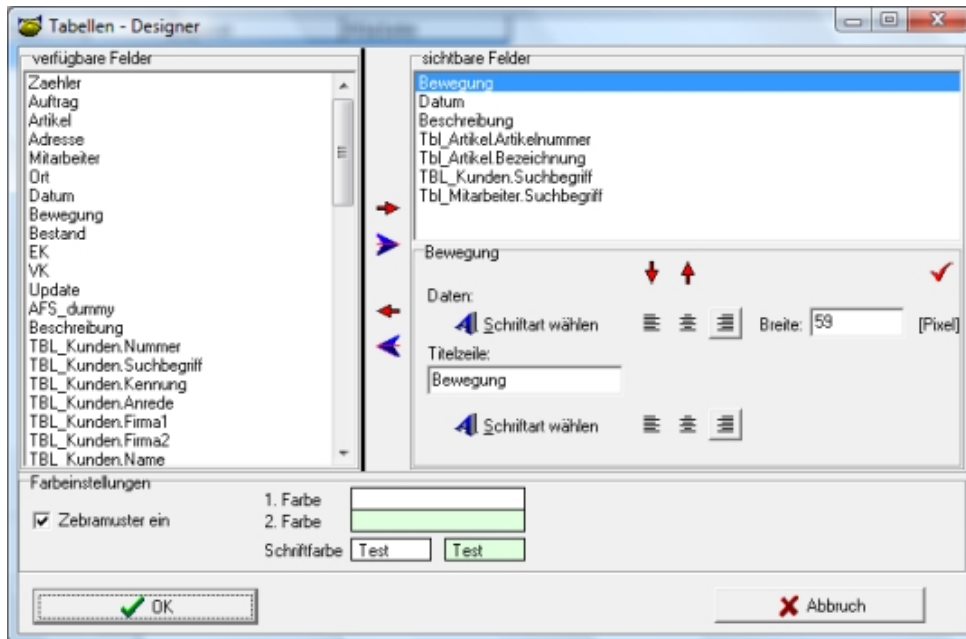 Tabellen - Designer
verfügbare Felder
Zaehler
Auftrag
Artikel
Adresse
Mitarbeiter
Ort
Datum
Bewegung
Bestand
EK
VK
Update
AFS_dummy
Beschreibung
TBL_Kunden.Nummer
TBL_Kunden.Suchbegriff
TBL_Kunden.Kennung
TBL_Kunden.Anrede
TBL_Kunden.Firma1
TBL_Kunden.Firma2
TBL_Kunden.Name
sichtbare Felder
Bewegung
Datum
Beschreibung
Tbl_Artikel.Artikelnummer
Tbl_Artikel.Bezeichnung
TBL_Kunden.Suchbegriff
Tbl_Mitarbeiter.Suchbegriff
Bewegung
Daten:
Schriftart wählen Breite: 59 [Pixel]
Titelzeile:
Bewegung
Schriftart wählen
Farbeinstellungen
Zebramuster ein
1. Farbe
2. Farbe
Schriftfarbe Test Test
OK Abbruch